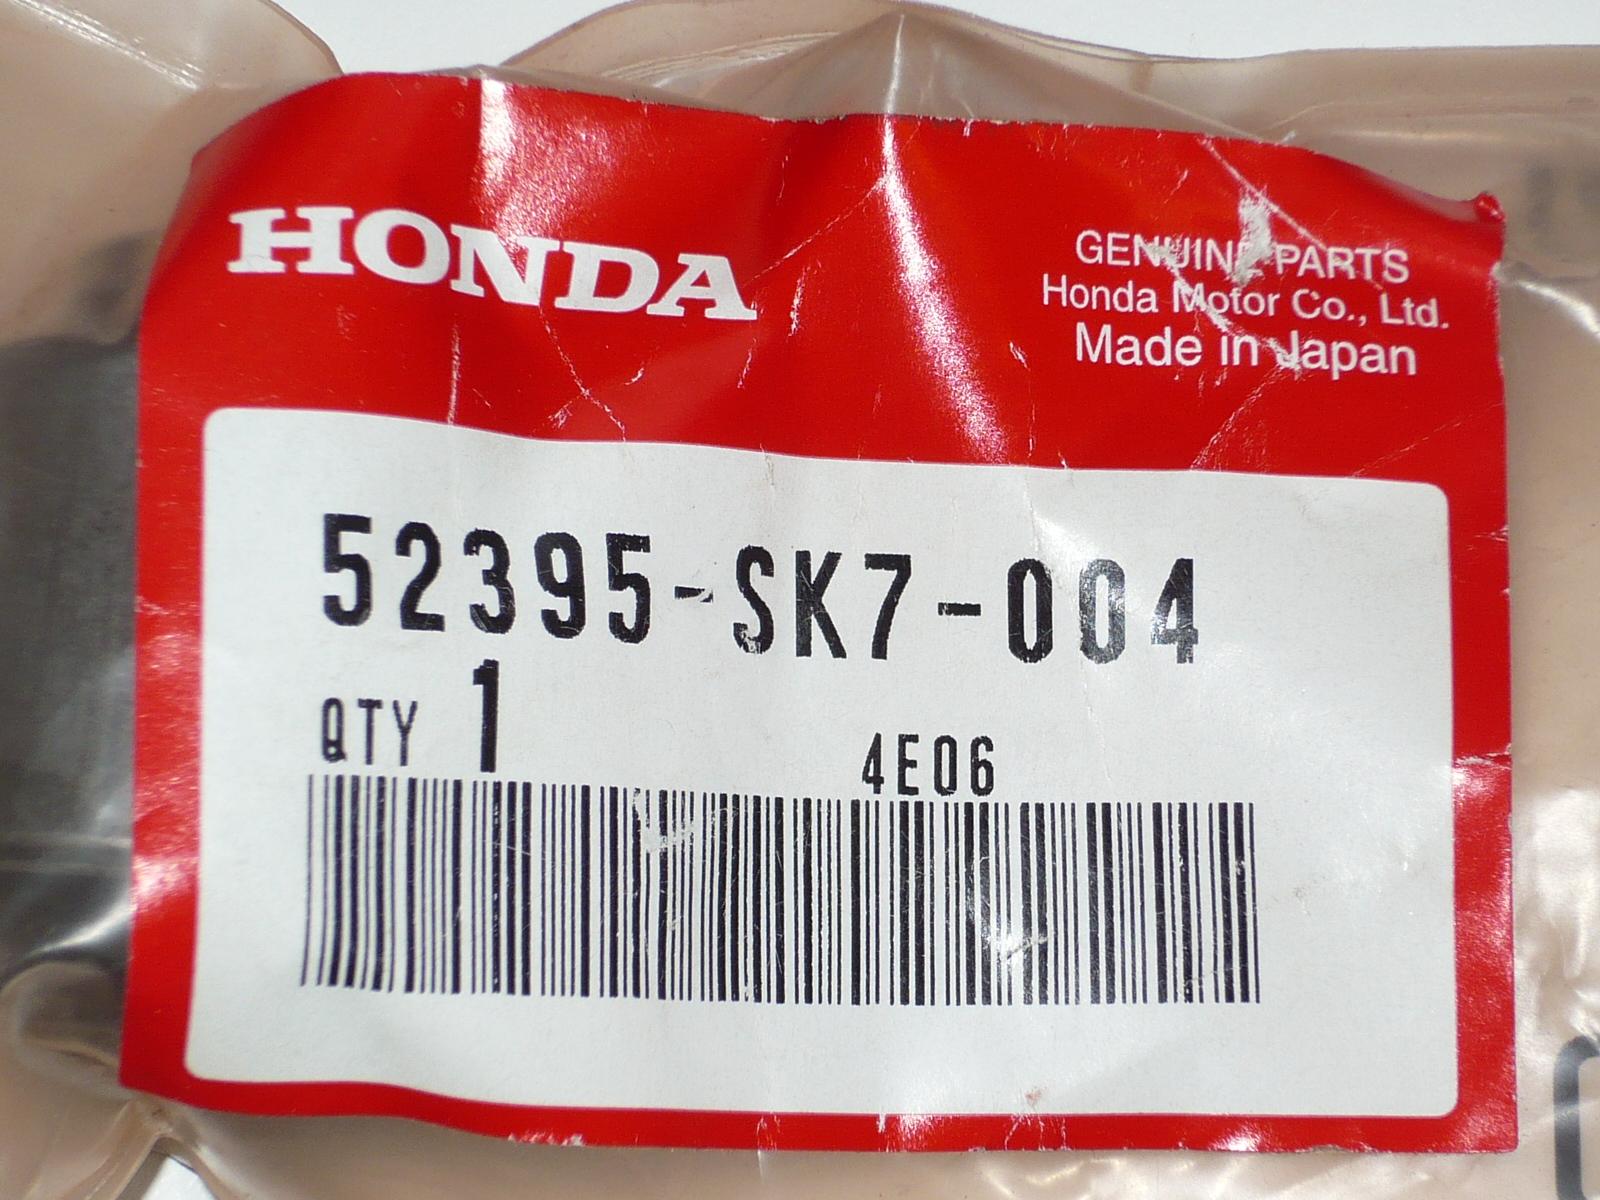 HONDA
GENUINE PARTS
Honda Motor Co., Ltd.
Made in Japan
52395-SK7-004
QTY 1
4E06